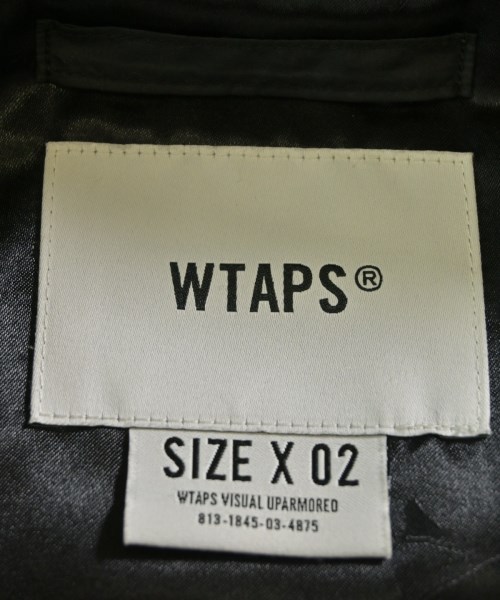 WTAPS®
SIZE X 02
WTAPS VISUAL UPARMORED
813-1845-03-4875